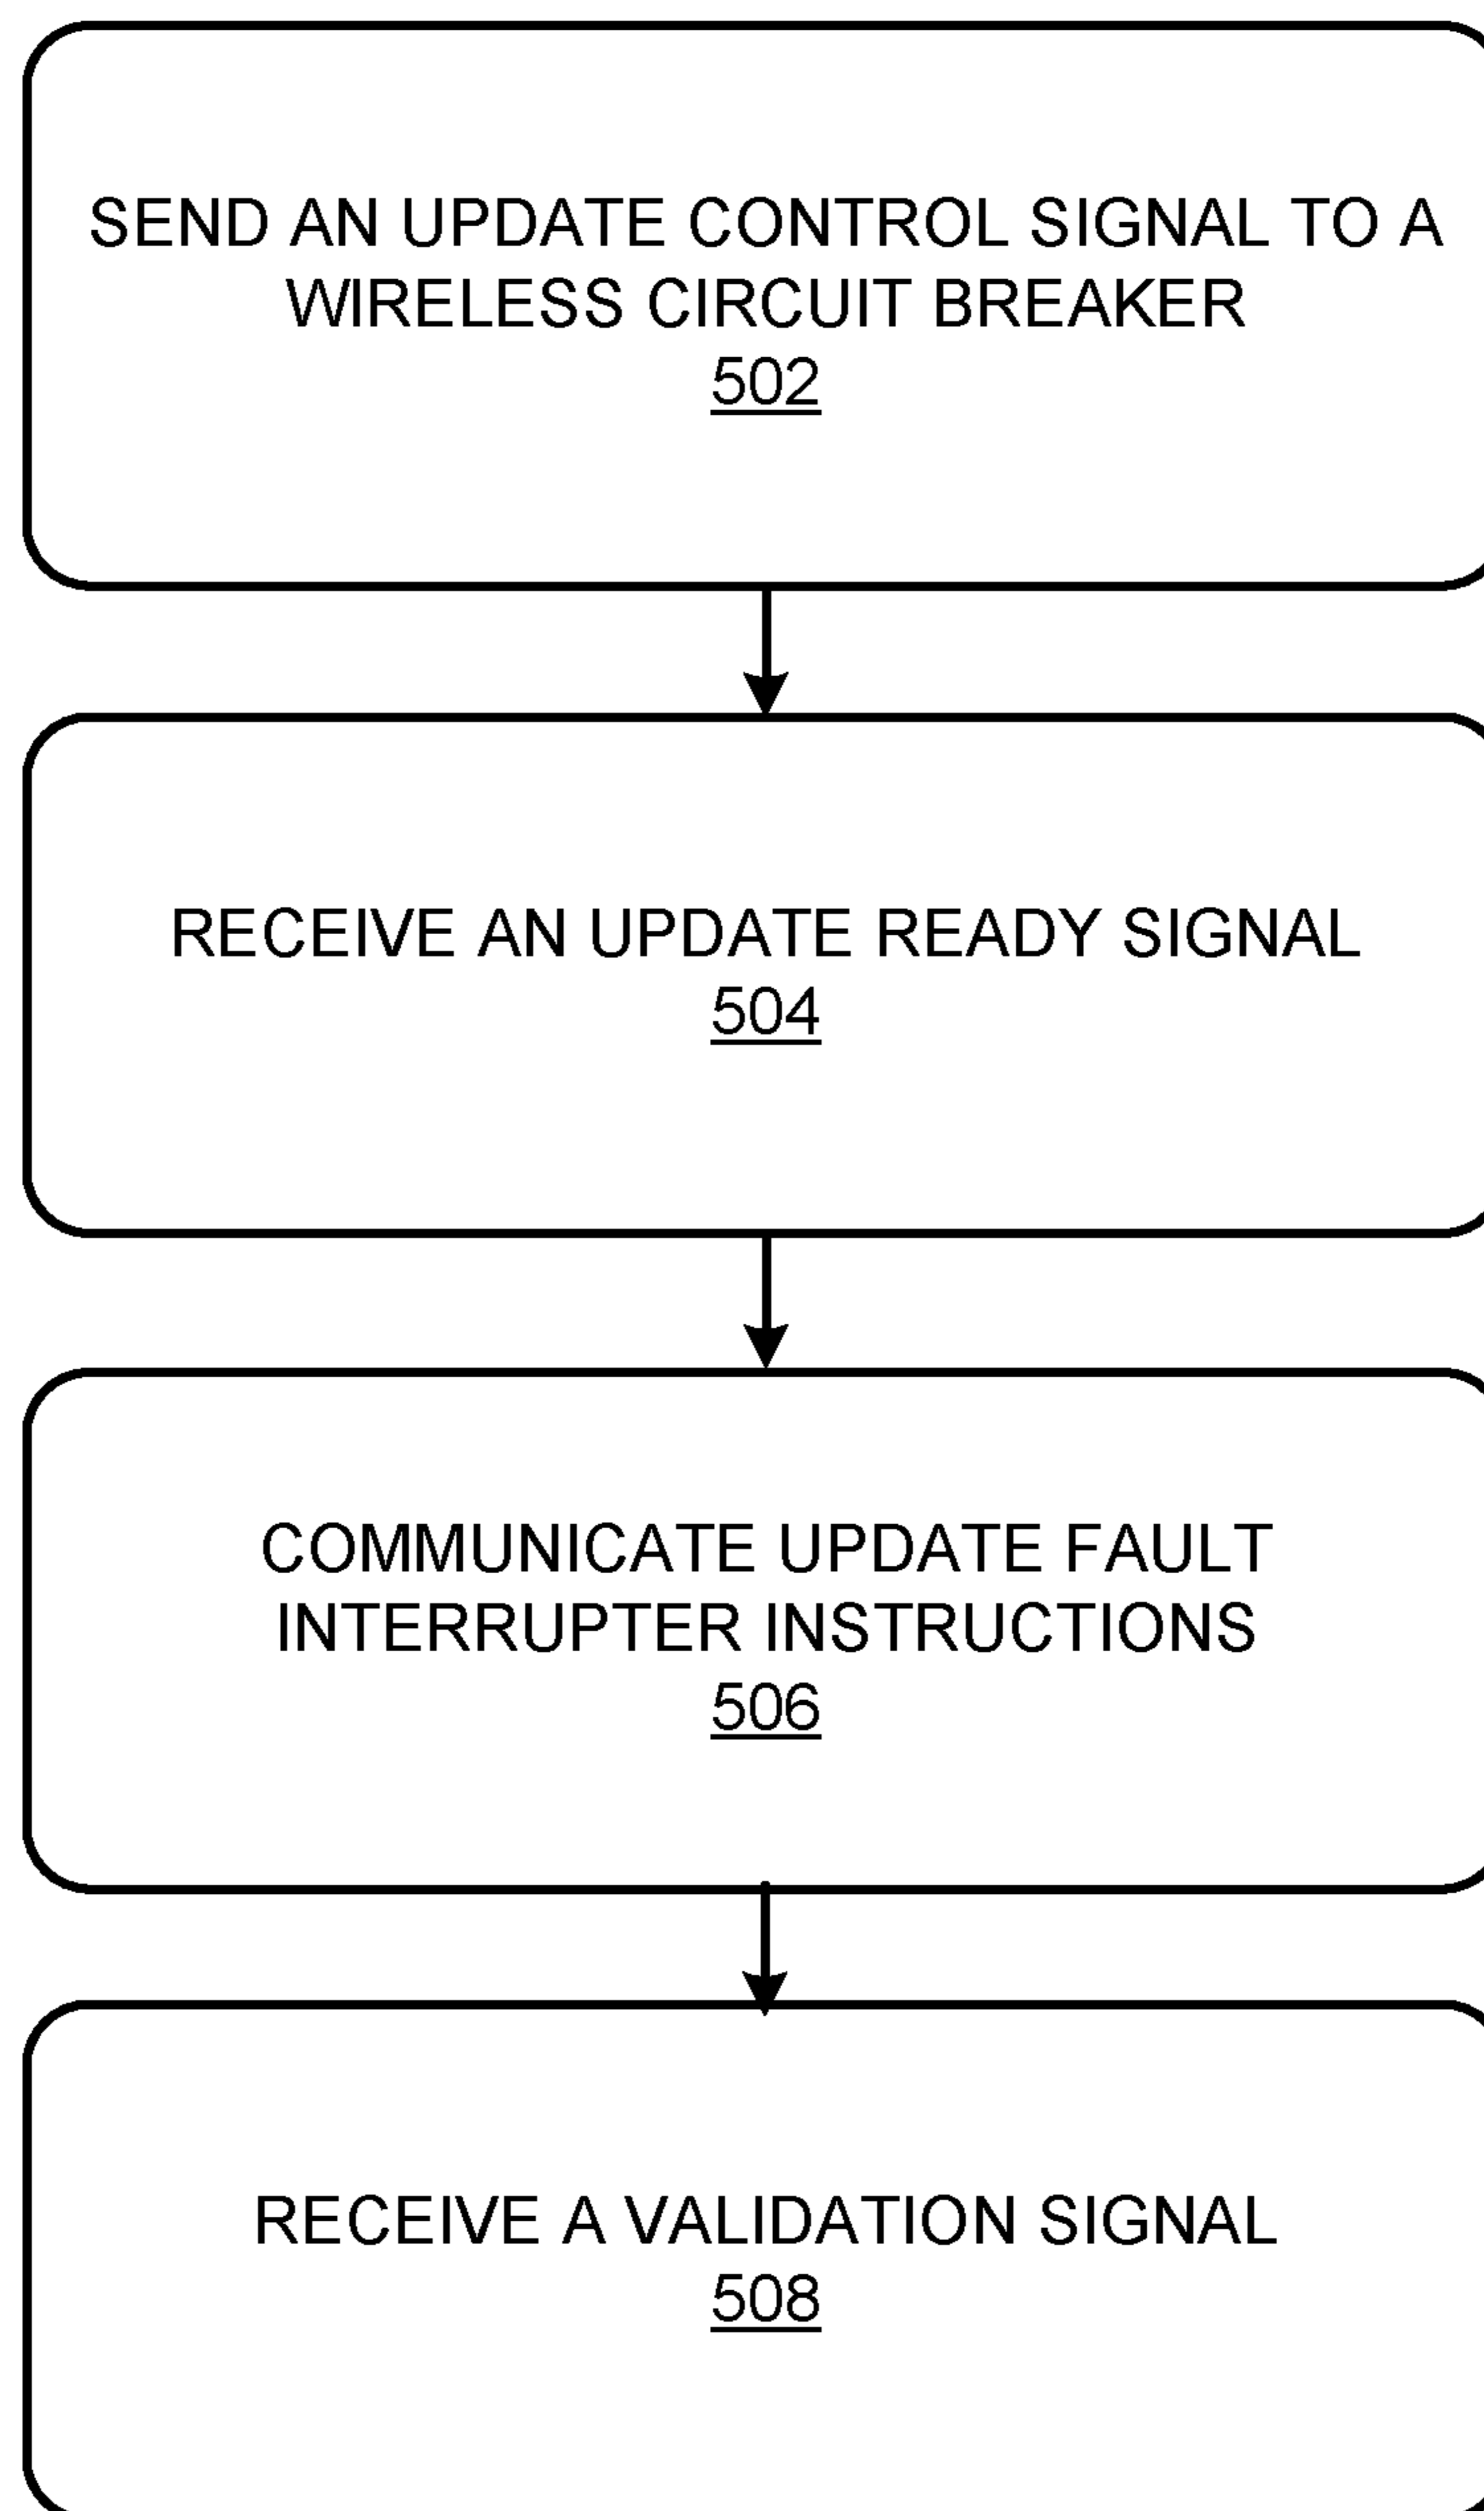 SEND AN UPDATE CONTROL SIGNAL TO A
WIRELESS CIRCUIT BREAKER
502
RECEIVE AN UPDATE READY SIGNAL
504
COMMUNICATE UPDATE FAULT
INTERRUPTER INSTRUCTIONS
506
RECEIVE A VALIDATION SIGNAL
508